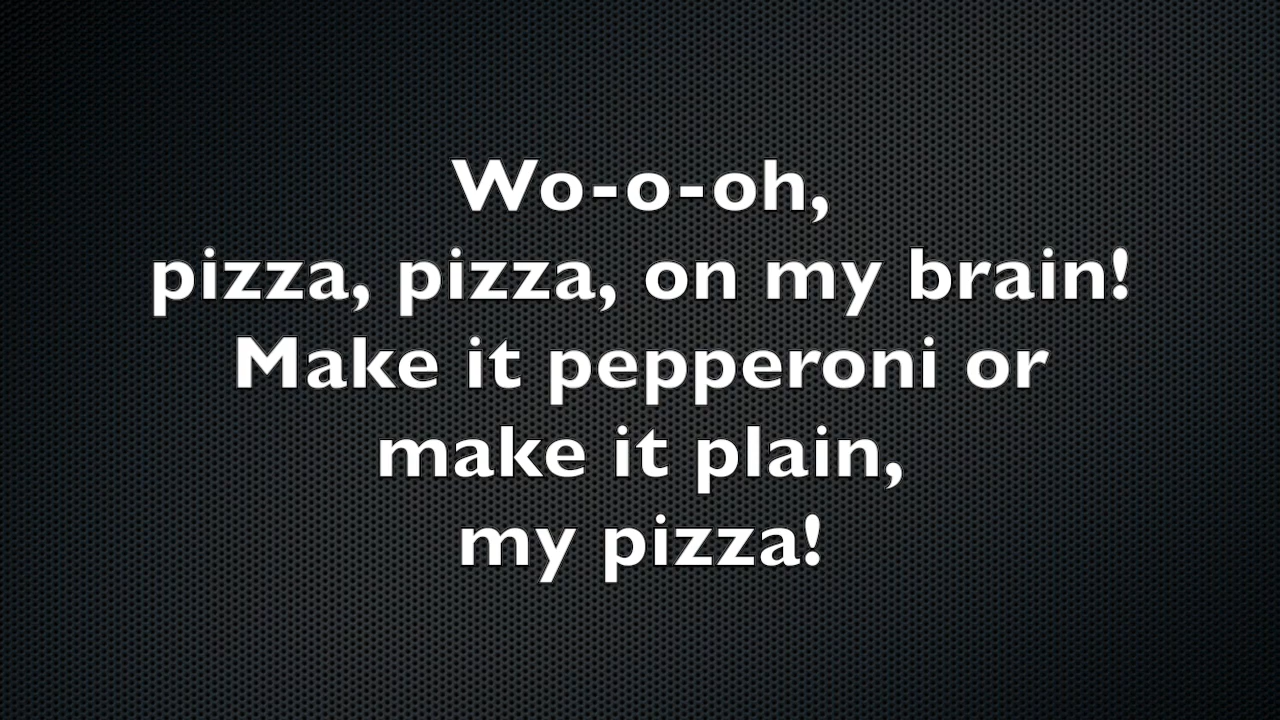 Wo-o-oh,
pizza, pizza, on my brain!
Make it pepperoni or
make it plain,
my pizza!